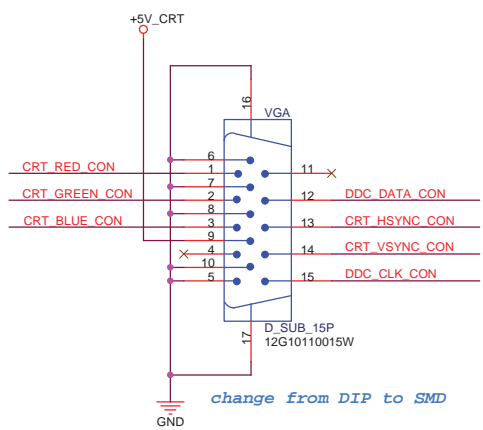 +5V_CRT
16
VGA
6
CRT_RED_CON 1 11
7
CRT_GREEN_CON 2 12 DDC_DATA_CON
8
CRT_BLUE_CON 3 13 CRT_HSYNC_CON
9
4 14 CRT_VSYNC_CON
10
5 15 DDC_CLK_CON
D_SUB_15P
17
12G10110015W
change from DIP to SMD
GND